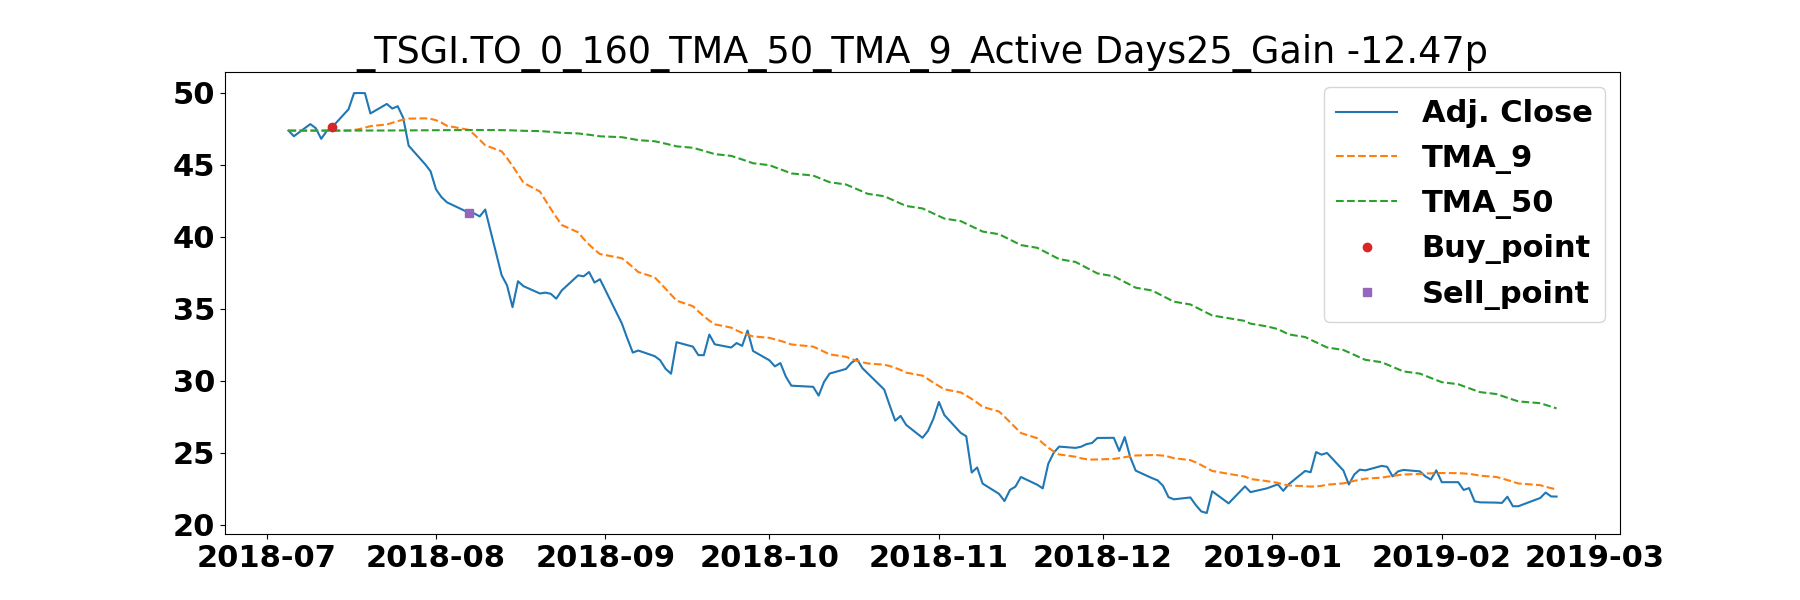 _TSGI.TO_0_160_TMA_50_TMA_9_Active Days25_Gain -12.47p
50
45
40
35
30
25
20
Adj. Close
TMA_9
TMA_50
Buy_point
Sell_point
2018-07 2018-08 2018-09 2018-10 2018-11 2018-12 2019-01 2019-02 2019-03